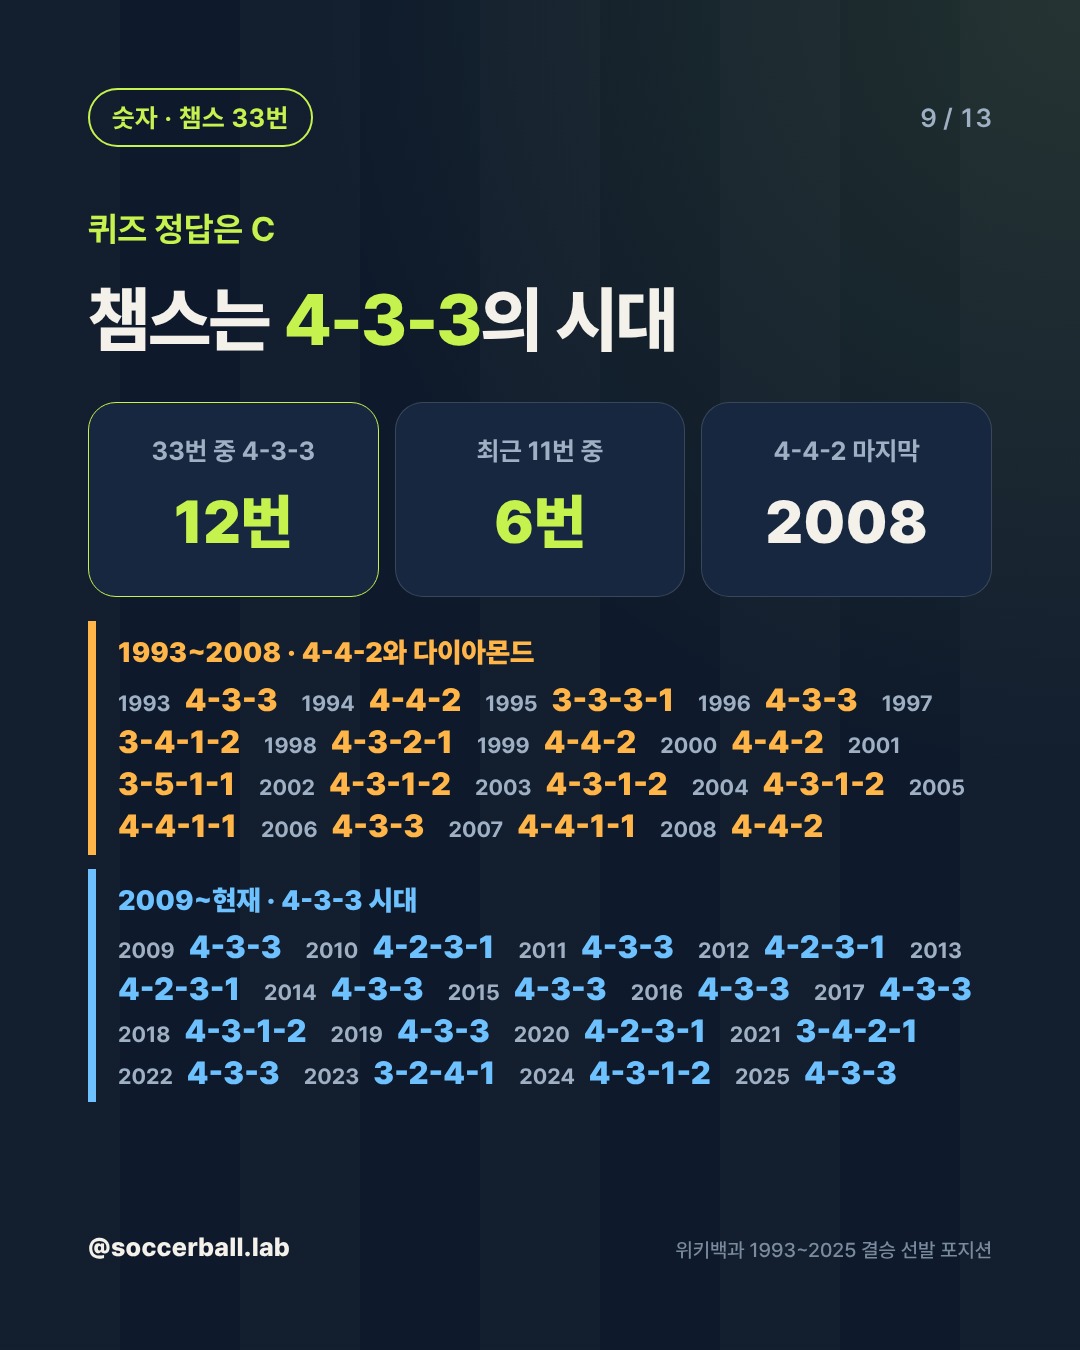 숫자 · 챔스 33번
9 / 13
퀴즈 정답은 C
챔스는 4-3-3의 시대
33번 중 4-3-3
12번
최근 11번 중
6번
4-4-2 마지막
2008
1993~2008 · 4-4-2와 다이아몬드
1993 4-3-3 1994 4-4-2 1995 3-3-3-1 1996 4-3-3 1997
3-4-1-2 1998 4-3-2-1 1999 4-4-2 2000 4-4-2 2001
3-5-1-1 2002 4-3-1-2 2003 4-3-1-2 2004 4-3-1-2 2005
4-4-1-1 2006 4-3-3 2007 4-4-1-1 2008 4-4-2
2009~현재 · 4-3-3 시대
2009 4-3-3 2010 4-2-3-1 2011 4-3-3 2012 4-2-3-1 2013
4-2-3-1 2014 4-3-3 2015 4-3-3 2016 4-3-3 2017 4-3-3
2018 4-3-1-2 2019 4-3-3 2020 4-2-3-1 2021 3-4-2-1
2022 4-3-3 2023 3-2-4-1 2024 4-3-1-2 2025 4-3-3
@soccerball.lab
위키백과 1993~2025 결승 선발 포지션